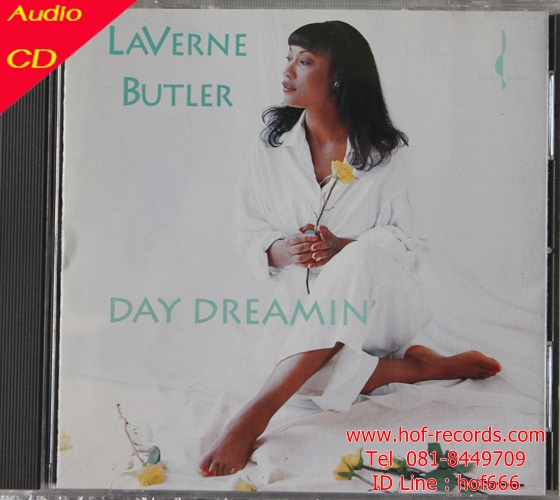 Audio
CD
LAVERNE
BUTLER
DAY DREAMIN'
www.hof-records.com
Tel 081-8449709
ID Line : hof666